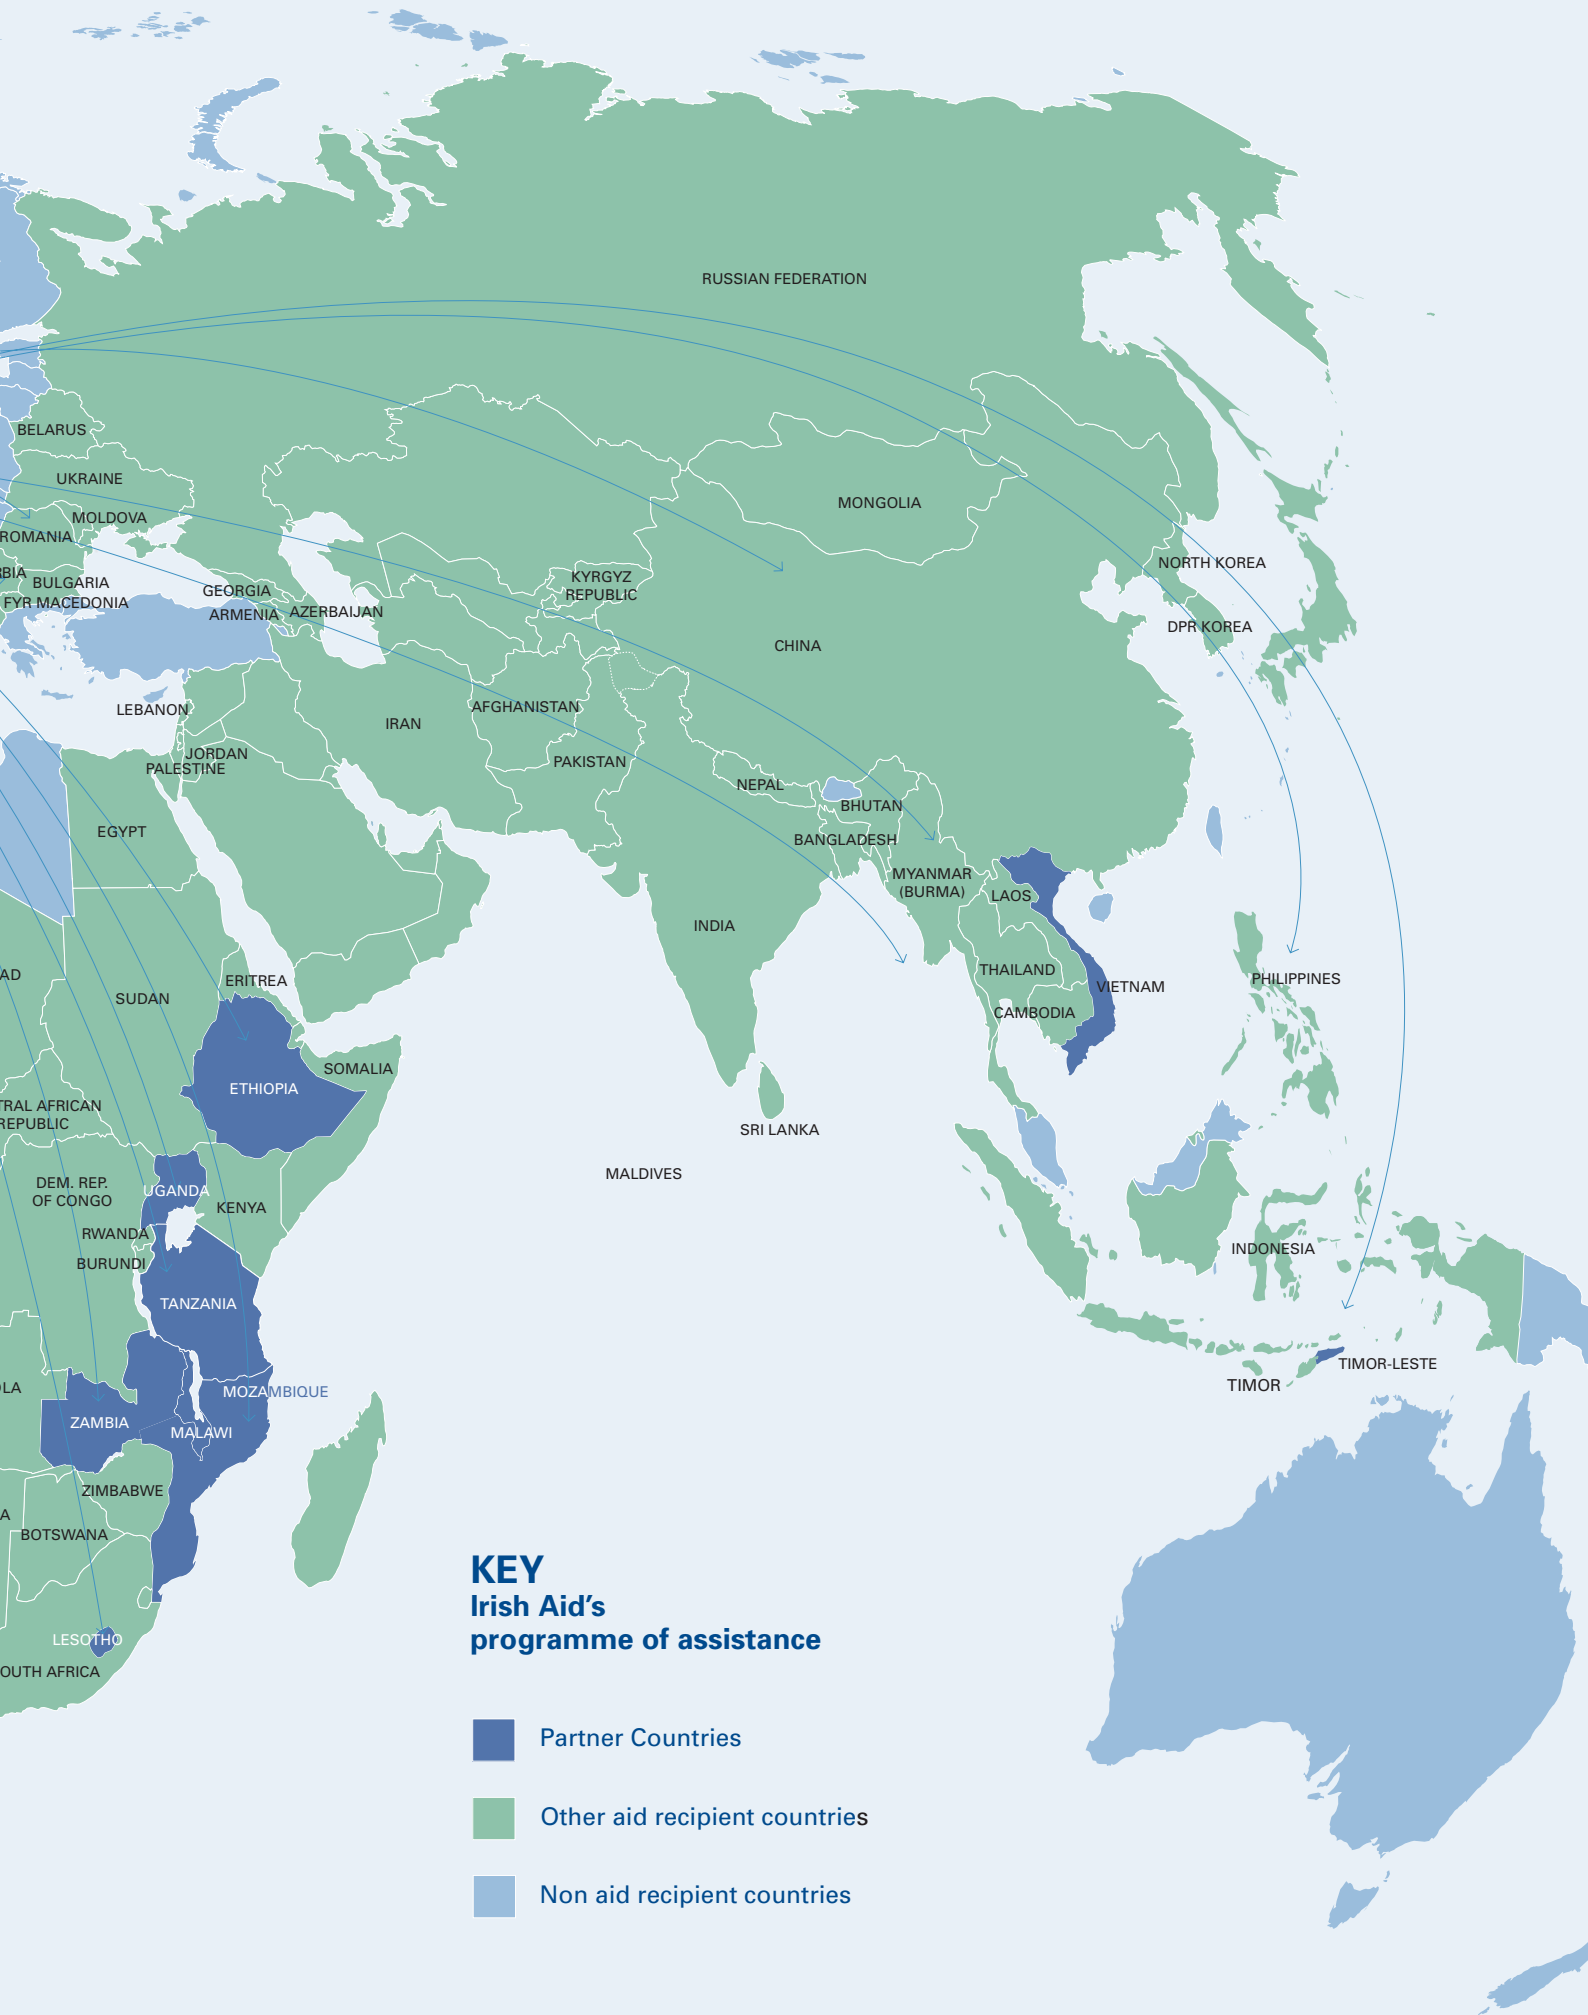 RUSSIAN FEDERATION
BELARUS
UKRAINE
MOLDOVA
ROMANIA
RBIA
BULGARIA
FYR MACEDONIA
GEORGIA
ARMENIA
AZERBAIJAN
KYRGYZ
REPUBLIC
MONGOLIA
NORTH KOREA
DPR KOREA
CHINA
LEBANON
JORDAN
PALESTINE
IRAN
AFGHANISTAN
PAKISTAN
NEPAL
BHUTAN
BANGLADESH
EGYPT
MYANMAR
(BURMA)
LAOS
INDIA
THAILAND
VIETNAM
CAMBODIA
PHILIPPINES
AD
SUDAN
ERITREA
ETHIOPIA
SOMALIA
TRAL AFRICAN
REPUBLIC
SRI LANKA
MALDIVES
DEM. REP.
OF CONGO
UGANDA
KENYA
RWANDA
BURUNDI
TANZANIA
INDONESIA
TIMOR-LESTE
TIMOR
OLA
MOZAMBIQUE
ZAMBIA
MALAWI
ZIMBABWE
A
BOTSWANA
LESOTHO
OUTH AFRICA
KEY
Irish Aid's
programme of assistance
Partner Countries
Other aid recipient countries
Non aid recipient countries